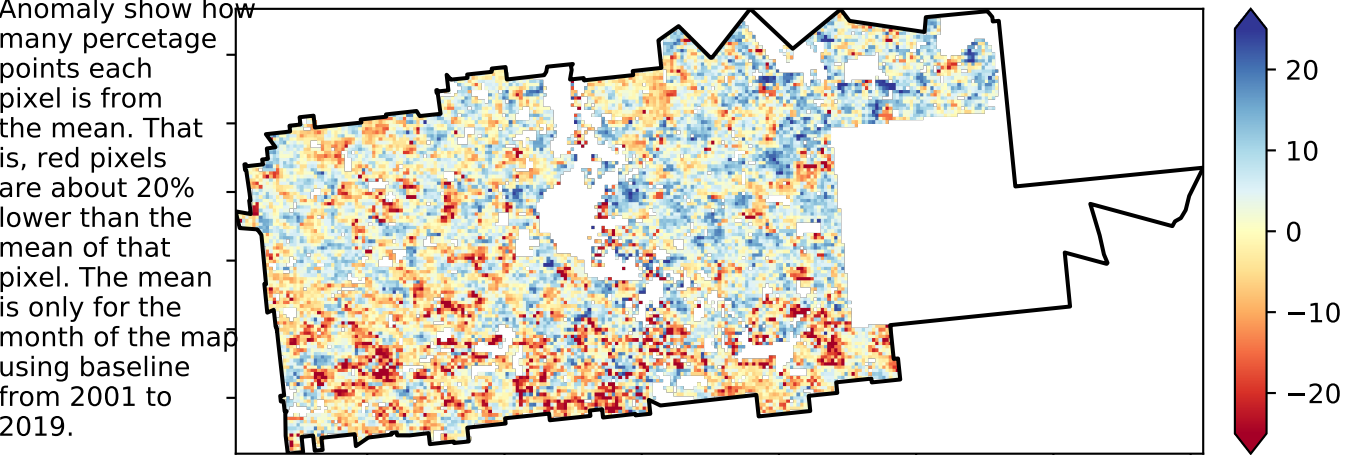 Anomaly show how
many percetage
points each
pixel is from
the mean. That
is, red pixels
are about 20%
lower than the
mean of that
pixel. The mean
is only for the
month of the map
using baseline
from 2001 to
2019.
20
10
0
−10
−20